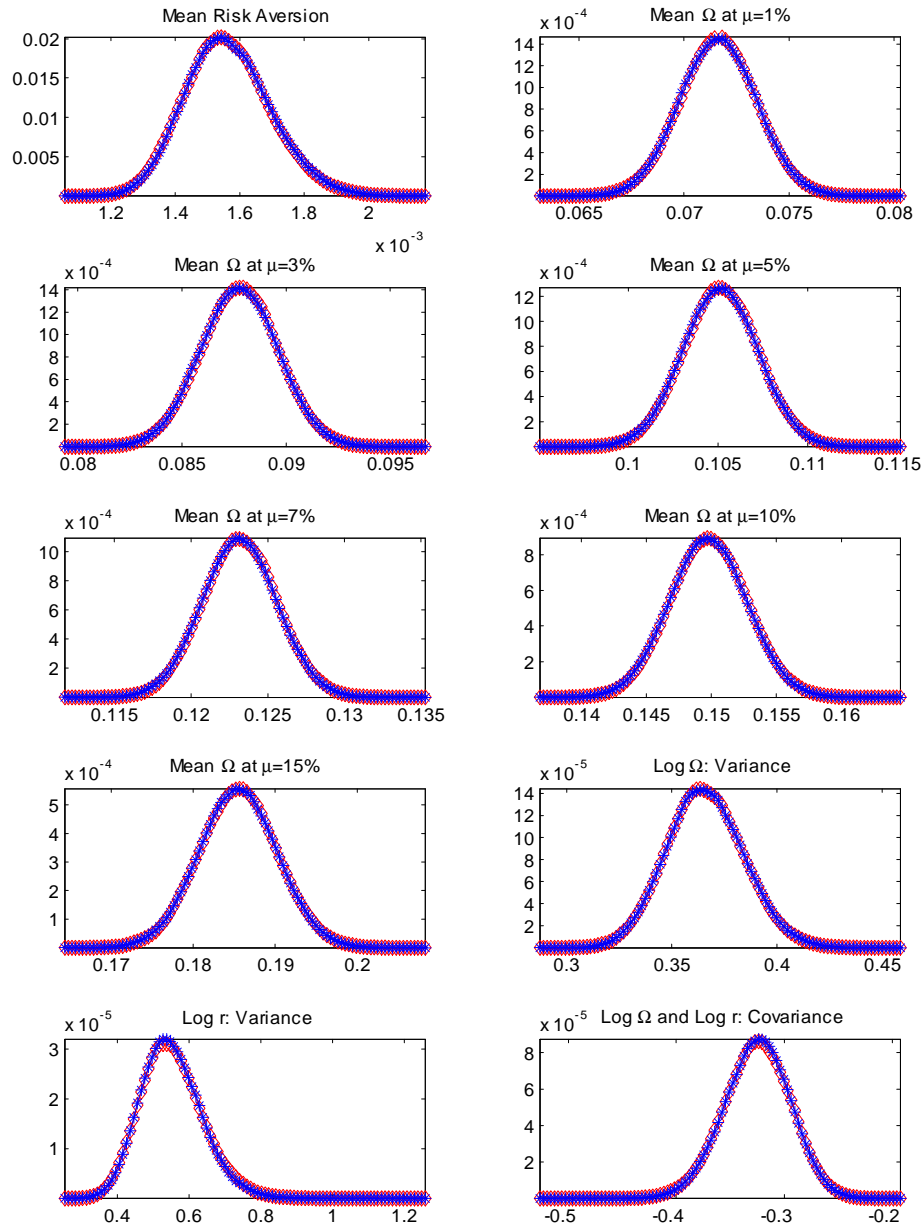 Mean Risk Aversion
0.02
0.015
0.01
0.005
1.2 1.4 1.6 1.8 2
x 10-3
Mean Ω at μ=1%
x 10-4
14
12
10
8
6
4
2
0.065 0.07 0.075 0.08
Mean Ω at μ=3%
x 10-4
14
12
10
8
6
4
2
0.08 0.085 0.09 0.095
Mean Ω at μ=5%
x 10-4
12
10
8
6
4
2
0.1 0.105 0.11 0.115
Mean Ω at μ=7%
x 10-4
10
8
6
4
2
0.115 0.12 0.125 0.13 0.135
Mean Ω at μ=10%
x 10-4
8
6
4
2
0.14 0.145 0.15 0.155 0.16
Mean Ω at μ=15%
x 10-4
5
4
3
2
1
0.17 0.18 0.19 0.2
Log Ω: Variance
x 10-5
14
12
10
8
6
4
2
0.3 0.35 0.4 0.45
Log r: Variance
x 10-5
3
2
1
0.4 0.6 0.8 1 1.2
Log Ω and Log r: Covariance
x 10-5
8
6
4
2
-0.5 -0.4 -0.3 -0.2